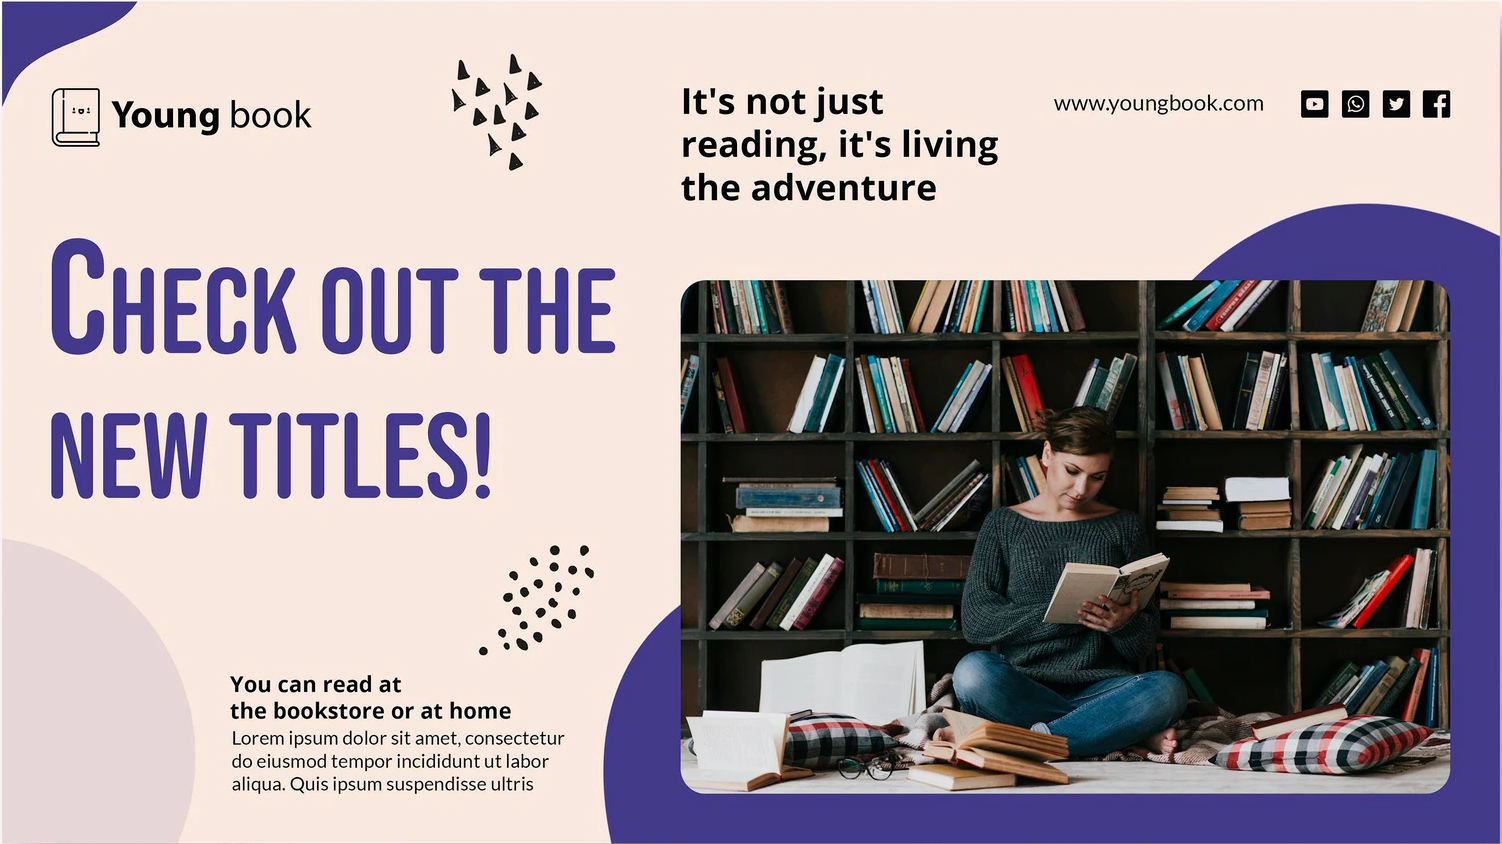 Young book
It's not just
reading, it's living
the adventure
www.youngbook.com
CHECK OUT THE
NEW TITLES!
You can read at
the bookstore or at home
Lorem ipsum dolor sit amet, consectetur
do eiusmod tempor incididunt ut labor
aliqua. Quis ipsum suspendisse ultris